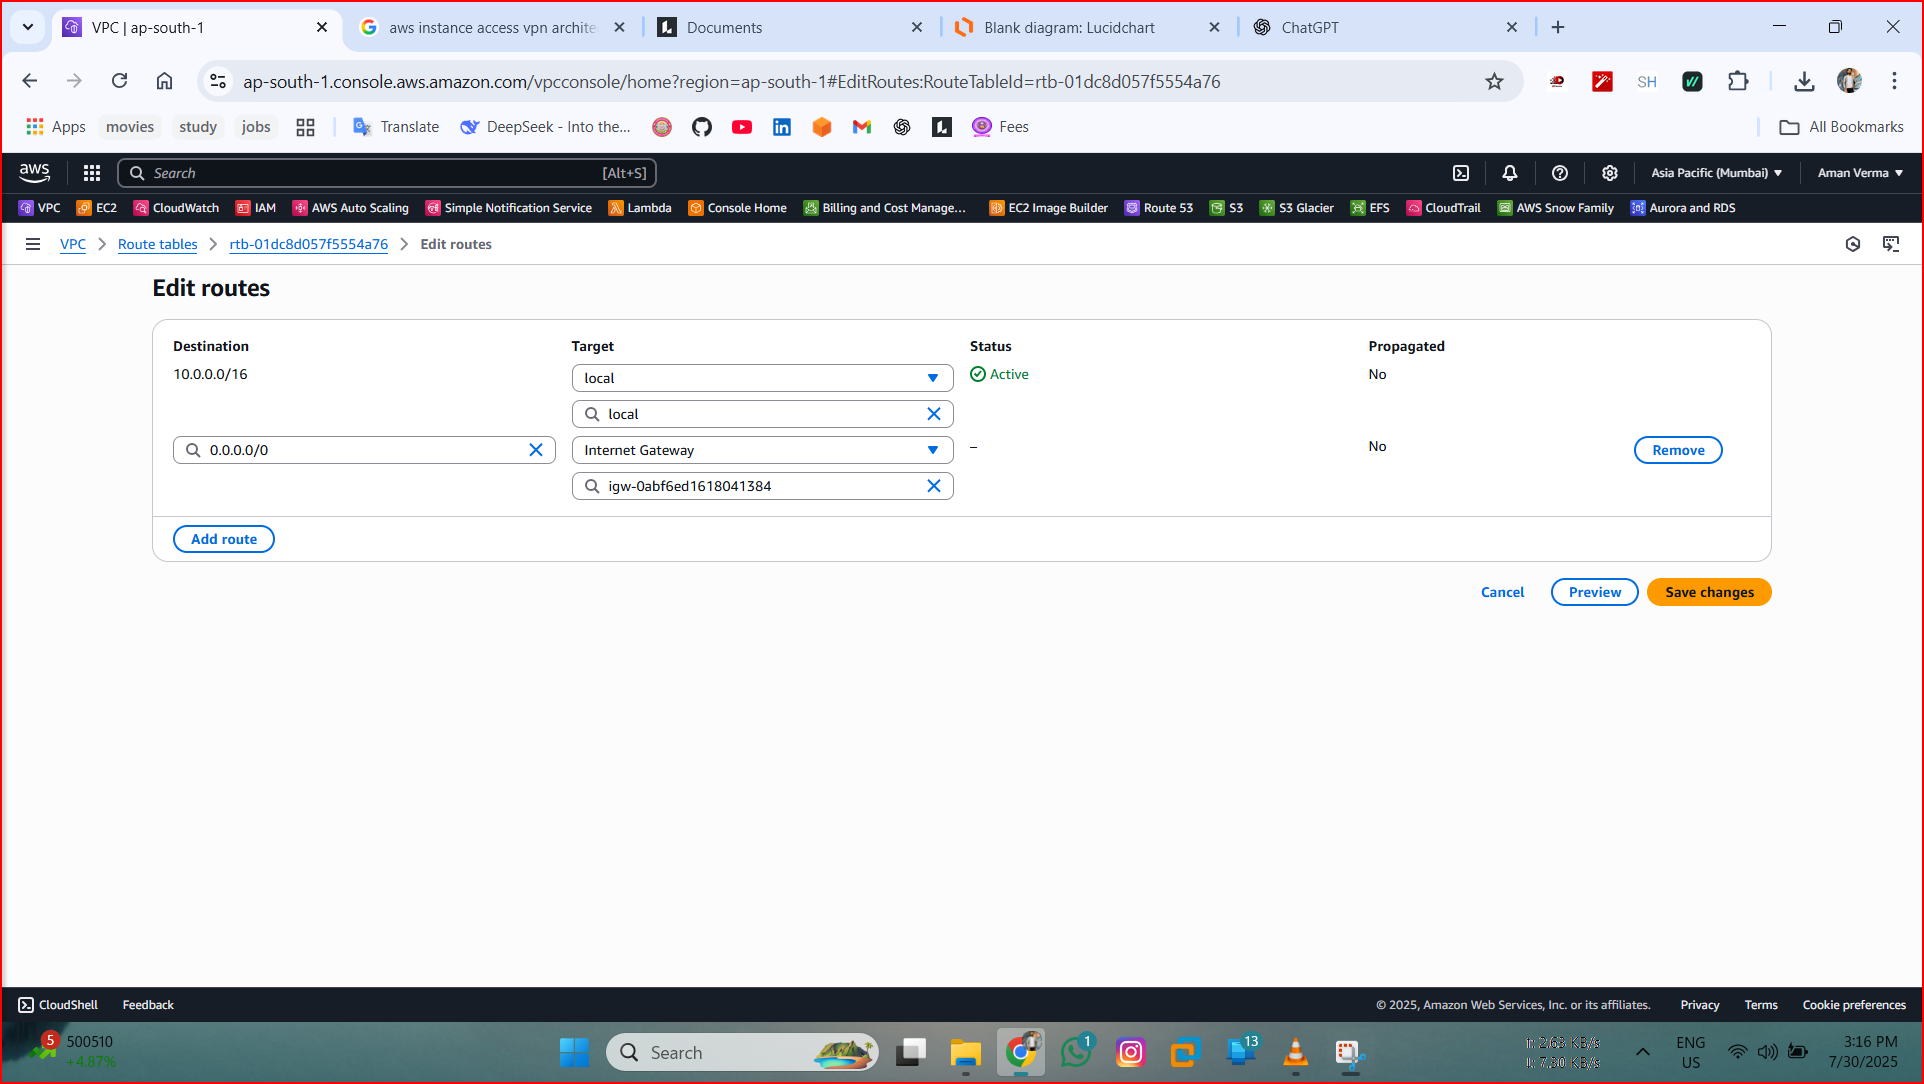 VPC | ap-south-1
aws instance access vpn archite
Documents
Blank diagram: Lucidchart
ChatGPT
ap-south-1.console.aws.amazon.com/vpcconsole/home?region=ap-south-1#EditRoutes:RouteTableId=rtb-01dc8d057f5554a76
SH
Apps movies study jobs Translate DeepSeek - Into the... Fees All Bookmarks
aws Search [Alt+S] Asia Pacific (Mumbai) Aman Verma
VPC EC2 CloudWatch IAM AWS Auto Scaling Simple Notification Service Lambda Console Home Billing and Cost Manage... EC2 Image Builder Route 53 S3 S3 Glacier EFS CloudTrail AWS Snow Family Aurora and RDS
VPC Route tables rtb-01dc8d057f5554a76 Edit routes
Edit routes
Destination Target Status Propagated
10.0.0.0/16 local Active No
local
0.0.0.0/0 Internet Gateway – No Remove
igw-0abf6ed1618041384
Add route
Cancel Preview Save changes
CloudShell Feedback © 2025, Amazon Web Services, Inc. or its affiliates. Privacy Terms Cookie preferences
5 500510
+4.87%
Search
1
13
2.63 KB/s
7.30 KB/s
ENG
US
3:16 PM
7/30/2025